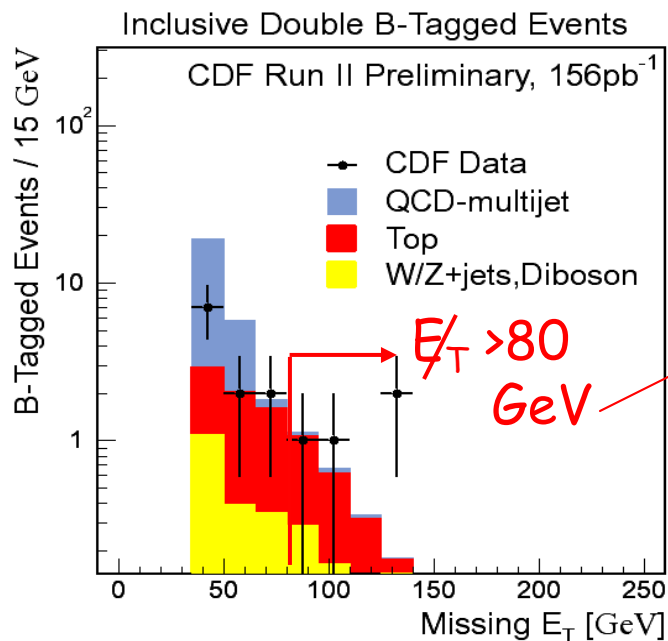 Inclusive Double B-Tagged Events
CDF Run II Preliminary, 156pb⁻¹
B-Tagged Events / 15 GeV
10²
10
1
CDF Data
QCD-multijet
Top
W/Z+jets,Diboson
E̸_T >80
GeV
0 50 100 150 200 250
Missing E_T [GeV]